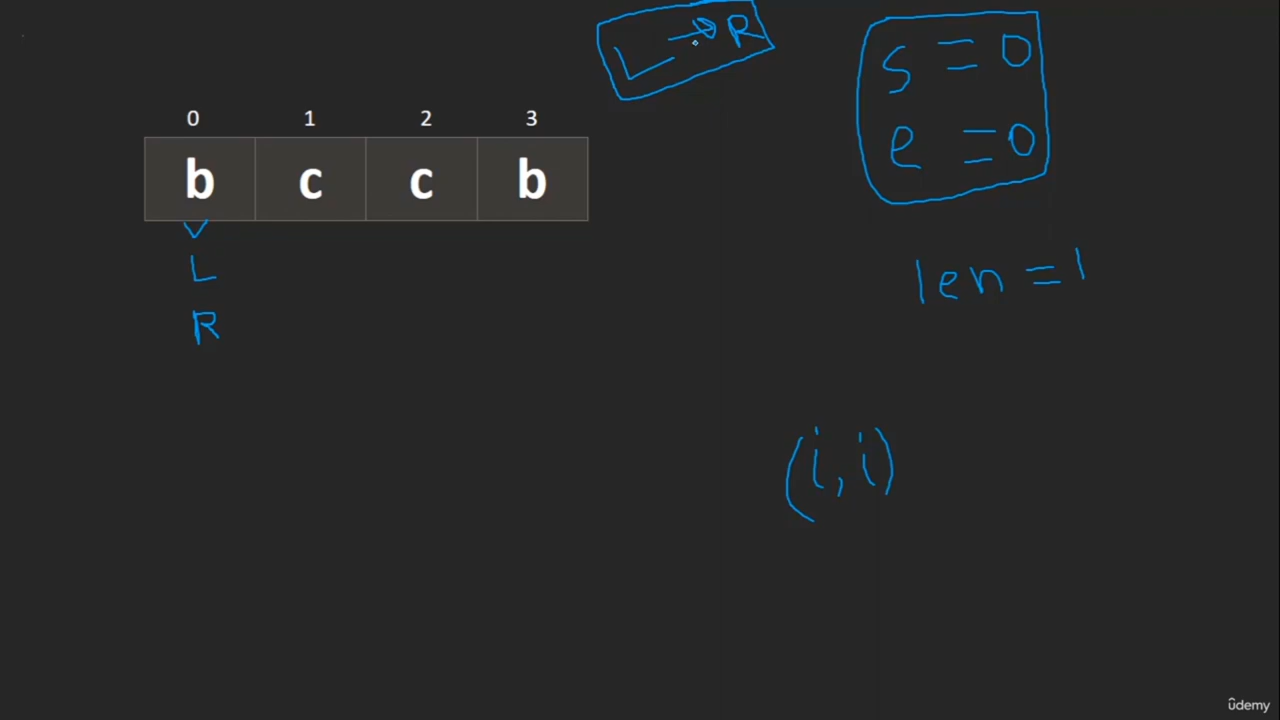 L → R
s = 0
e = 0
0 1 2 3
b c c b
L
R
len = 1
(i, i)
ûdemy